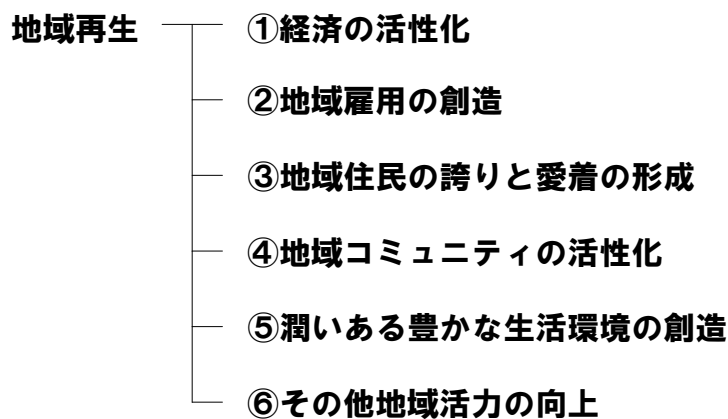 地域再生
①経済の活性化
②地域雇用の創造
③地域住民の誇りと愛着の形成
④地域コミュニティの活性化
⑤潤いある豊かな生活環境の創造
⑥その他地域活力の向上